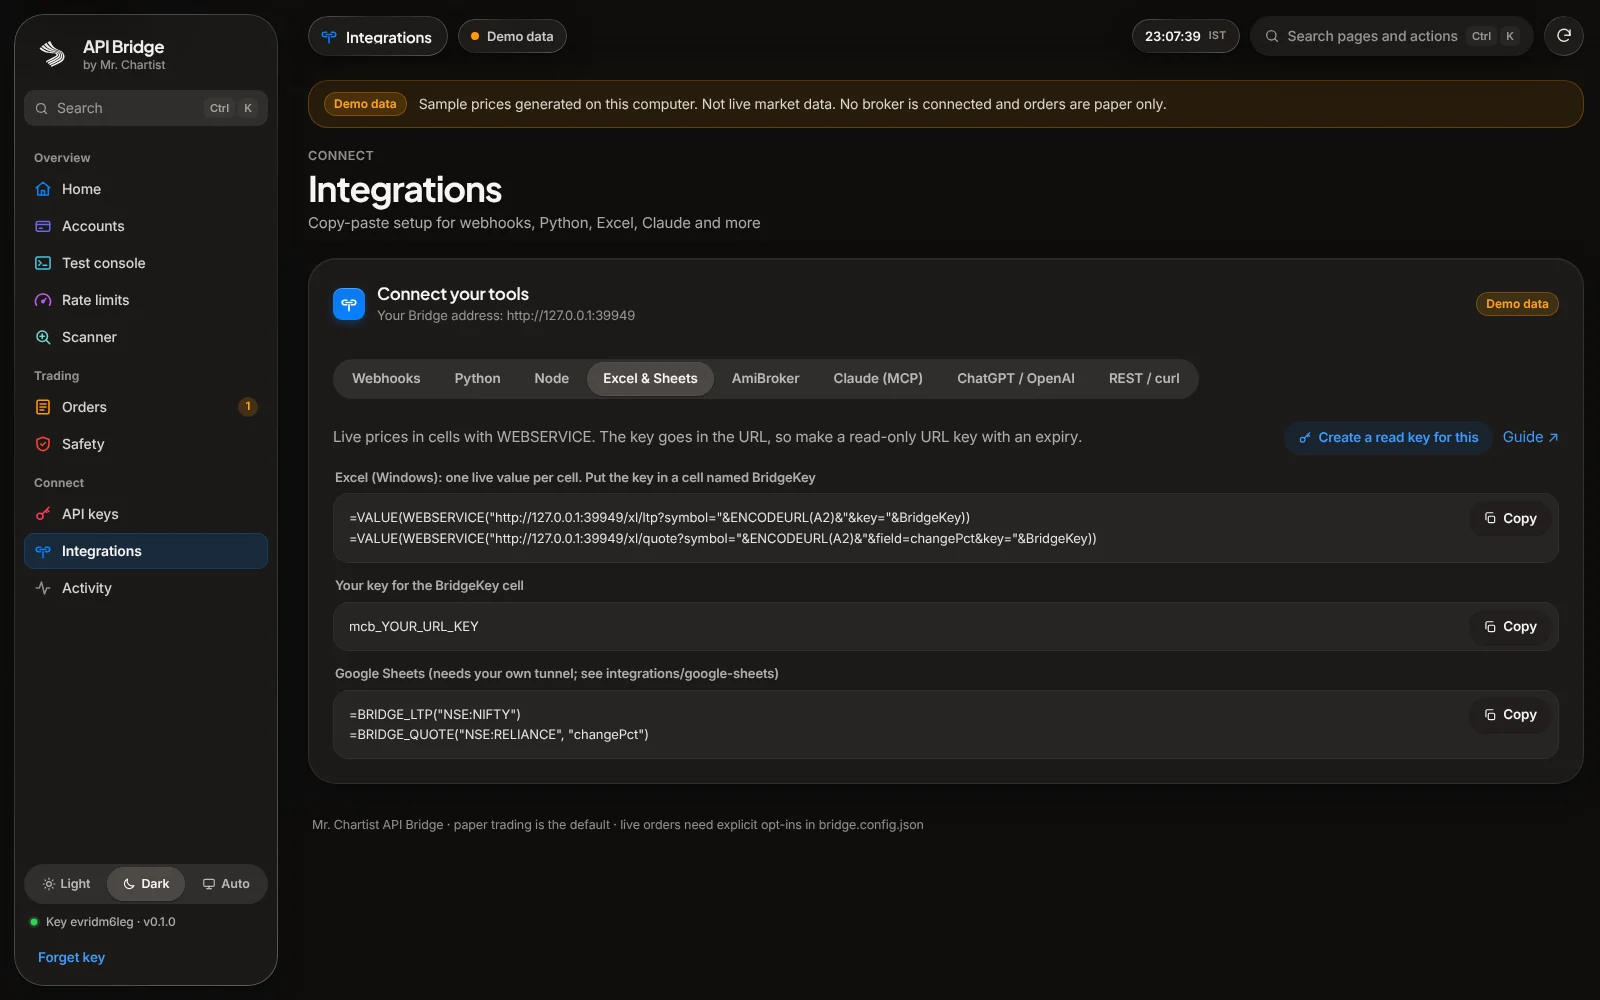 API Bridge
by Mr. Chartist
Search Ctrl K
Overview
Home
Accounts
Test console
Rate limits
Scanner
Trading
Orders 1
Safety
Connect
API keys
Integrations
Activity
Light Dark Auto
Key evridm6leg · v0.1.0
Forget key
Integrations Demo data 23:07:39 IST Search pages and actions Ctrl K
Demo data Sample prices generated on this computer. Not live market data. No broker is connected and orders are paper only.
CONNECT
Integrations
Copy-paste setup for webhooks, Python, Excel, Claude and more
Connect your tools
Your Bridge address: http://127.0.0.1:39949
Demo data
Webhooks Python Node Excel & Sheets AmiBroker Claude (MCP) ChatGPT / OpenAI REST / curl
Live prices in cells with WEBSERVICE. The key goes in the URL, so make a read-only URL key with an expiry. Create a read key for this Guide ↗
Excel (Windows): one live value per cell. Put the key in a cell named BridgeKey
=VALUE(WEBSERVICE("http://127.0.0.1:39949/xl/ltp?symbol="&ENCODEURL(A2)&"&key="&BridgeKey))
=VALUE(WEBSERVICE("http://127.0.0.1:39949/xl/quote?symbol="&ENCODEURL(A2)&"&field=changePct&key="&BridgeKey))
Copy
Your key for the BridgeKey cell
mcb_YOUR_URL_KEY
Copy
Google Sheets (needs your own tunnel; see integrations/google-sheets)
=BRIDGE_LTP("NSE:NIFTY")
=BRIDGE_QUOTE("NSE:RELIANCE", "changePct")
Copy
Mr. Chartist API Bridge · paper trading is the default · live orders need explicit opt-ins in bridge.config.json